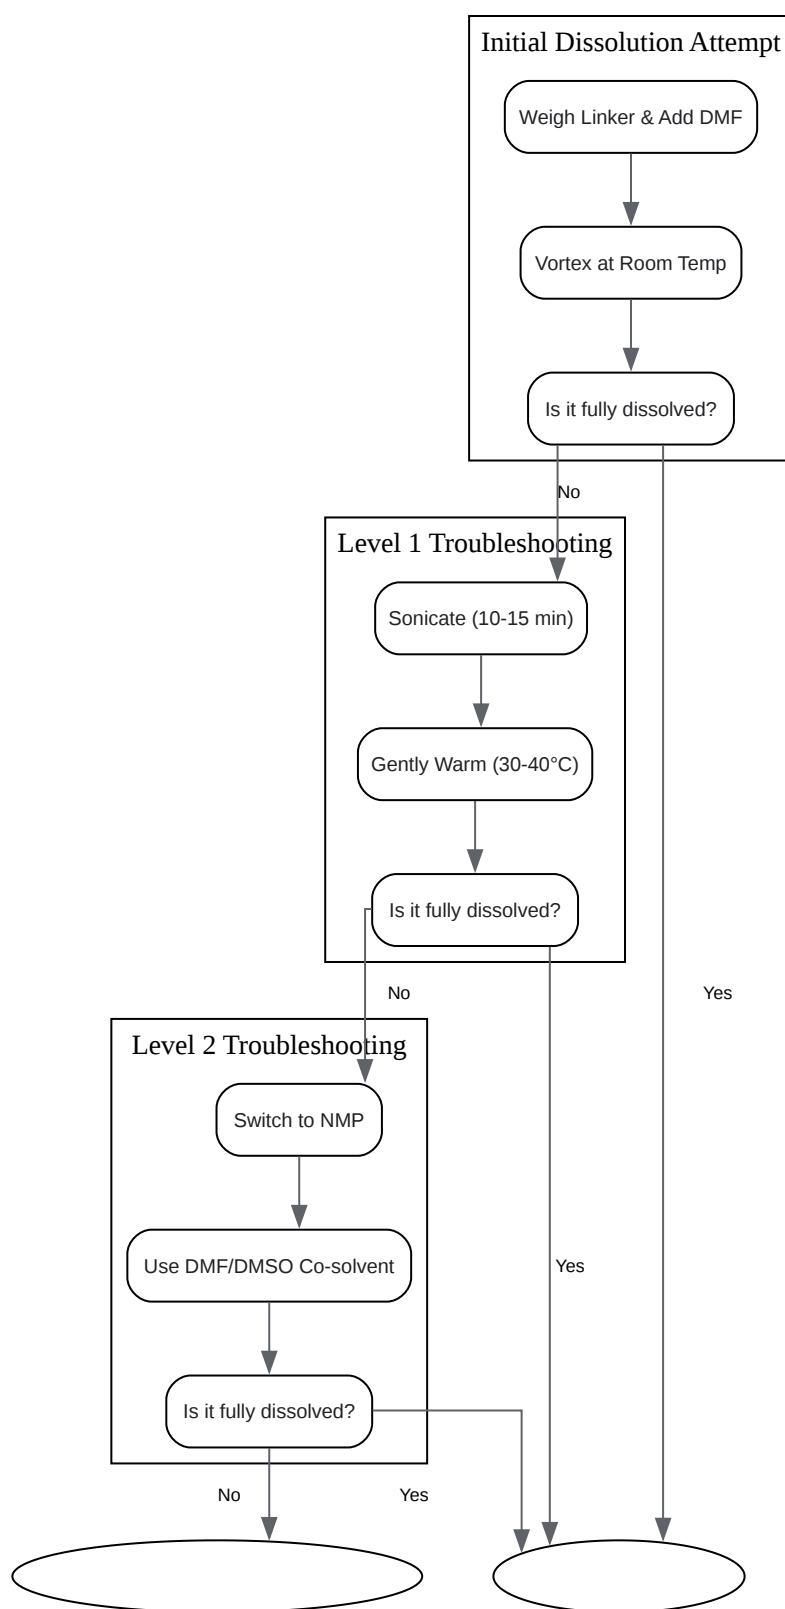 Initial Dissolution Attempt
Weigh Linker & Add DMF
Vortex at Room Temp
Is it fully dissolved?
No
Level 1 Troubleshooting
Sonicate (10-15 min)
Gently Warm (30-40°C)
Is it fully dissolved?
No
Yes
Level 2 Troubleshooting
Switch to NMP
Use DMF/DMSO Co-solvent
Yes
Is it fully dissolved?
No
Yes